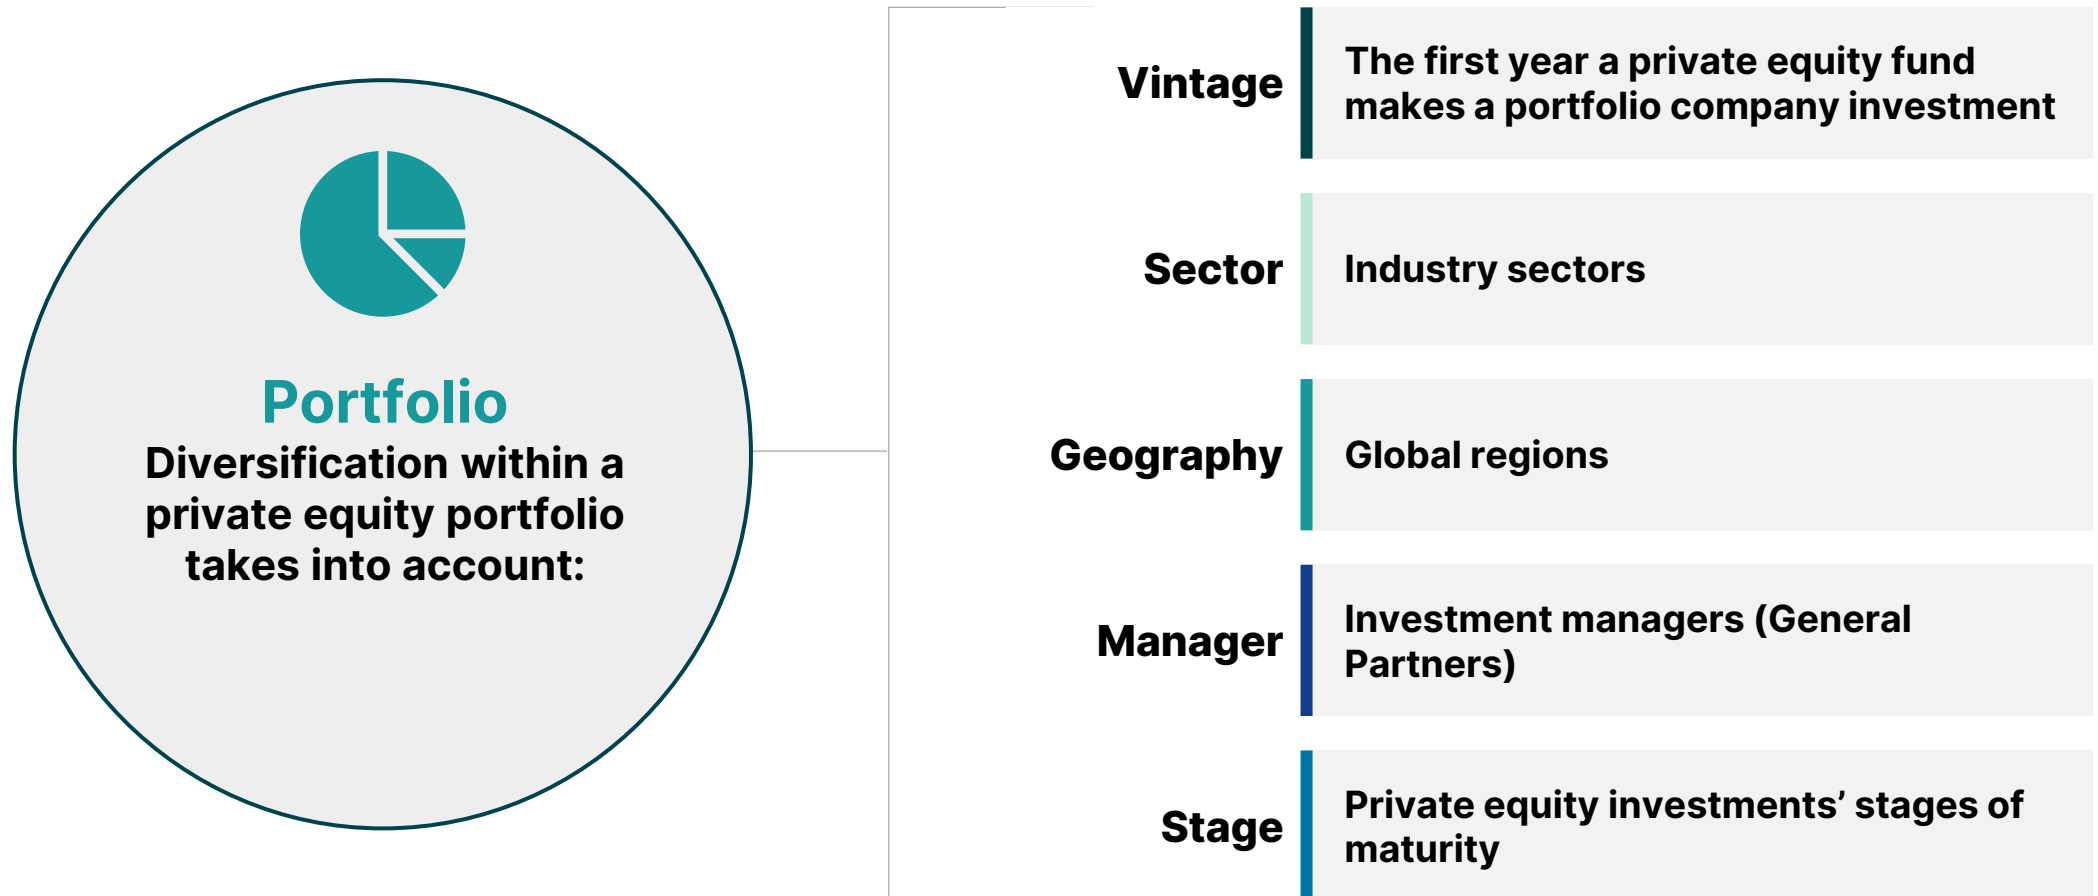 Portfolio
Diversification within a
private equity portfolio
takes into account:
Vintage
The first year a private equity fund
makes a portfolio company investment
Sector
Industry sectors
Geography
Global regions
Manager
Investment managers (General
Partners)
Stage
Private equity investments’ stages of
maturity